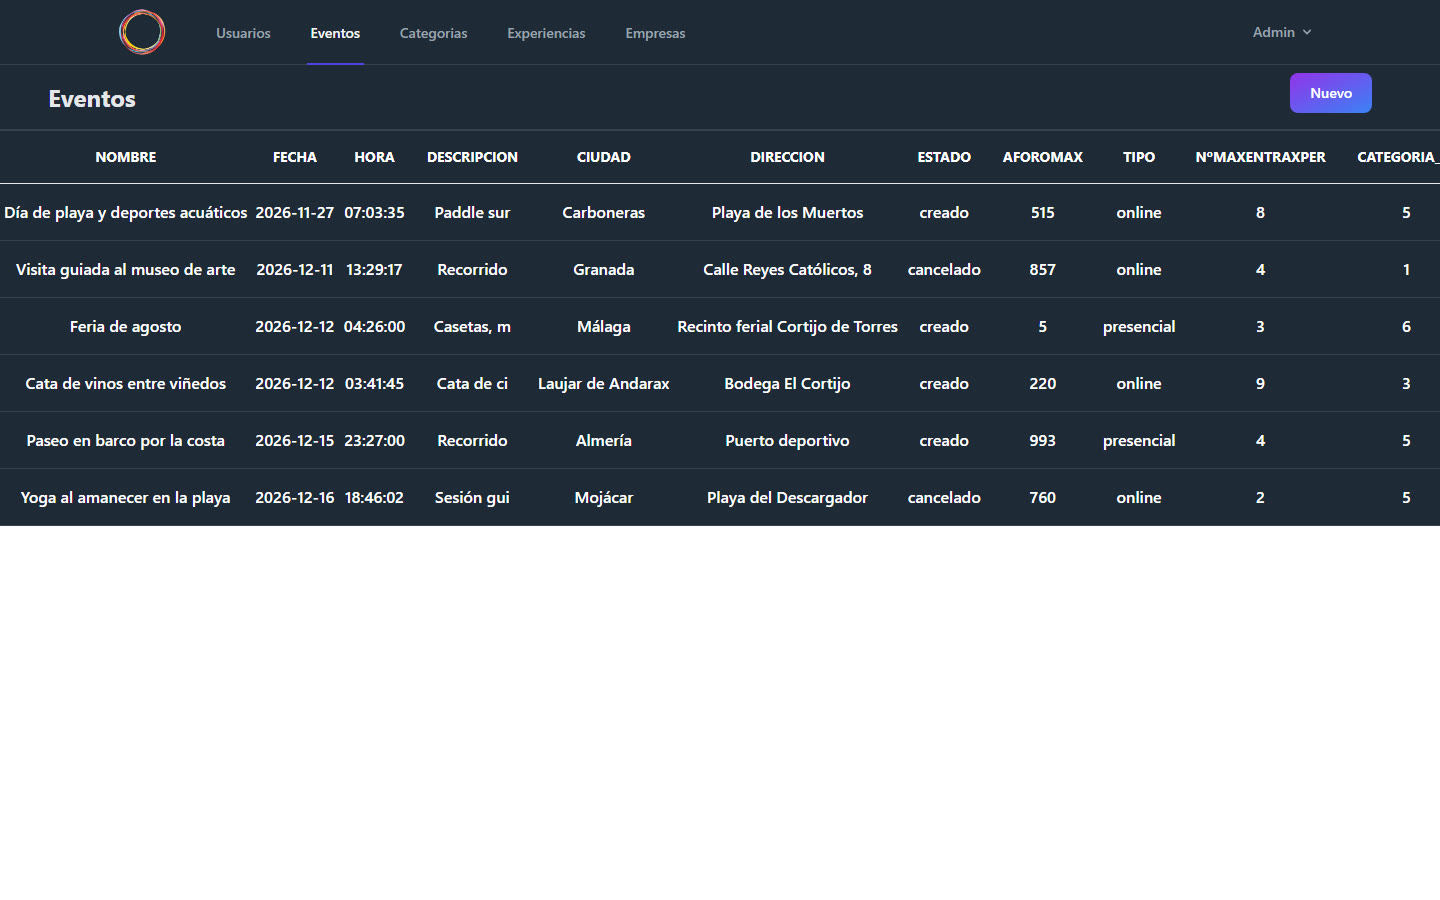 Usuarios Eventos Categorias Experiencias Empresas Admin
Eventos Nuevo
NOMBRE FECHA HORA DESCRIPCION CIUDAD DIRECCION ESTADO AFOROMAX TIPO NºMAXENTRAXPER CATEGORIA_
Día de playa y deportes acuáticos 2026-11-27 07:03:35 Paddle sur Carboneras Playa de los Muertos creado 515 online 8 5
Visita guiada al museo de arte 2026-12-11 13:29:17 Recorrido Granada Calle Reyes Católicos, 8 cancelado 857 online 4 1
Feria de agosto 2026-12-12 04:26:00 Casetas, m Málaga Recinto ferial Cortijo de Torres creado 5 presencial 3 6
Cata de vinos entre viñedos 2026-12-12 03:41:45 Cata de ci Laujar de Andarax Bodega El Cortijo creado 220 online 9 3
Paseo en barco por la costa 2026-12-15 23:27:00 Recorrido Almería Puerto deportivo creado 993 presencial 4 5
Yoga al amanecer en la playa 2026-12-16 18:46:02 Sesión gui Mojácar Playa del Descargador cancelado 760 online 2 5